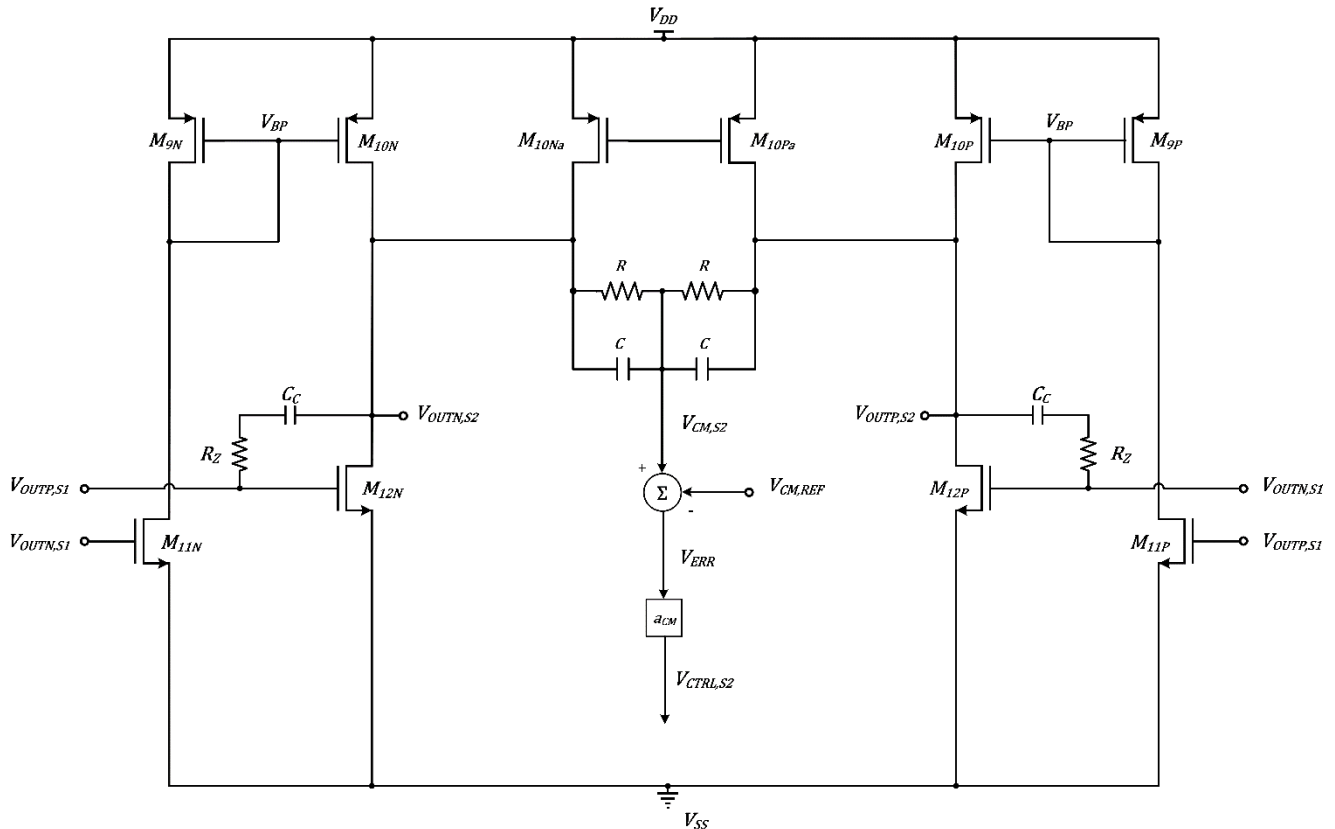 V_DD
M_9N
V_BP
M_10N
M_10Na
M_10Pa
M_10P
V_BP
M_9P
R
R
C
C
C_C
V_OUTN,S2
V_CM,S2
V_OUTP,S2
C_C
R_Z
R_Z
V_OUTP,S1
M_12N
+
Σ
-
V_CM,REF
M_12P
V_OUTN,S1
V_OUTN,S1
M_11N
V_ERR
M_11P
V_OUTP,S1
a_CM
V_CTRL,S2
V_SS